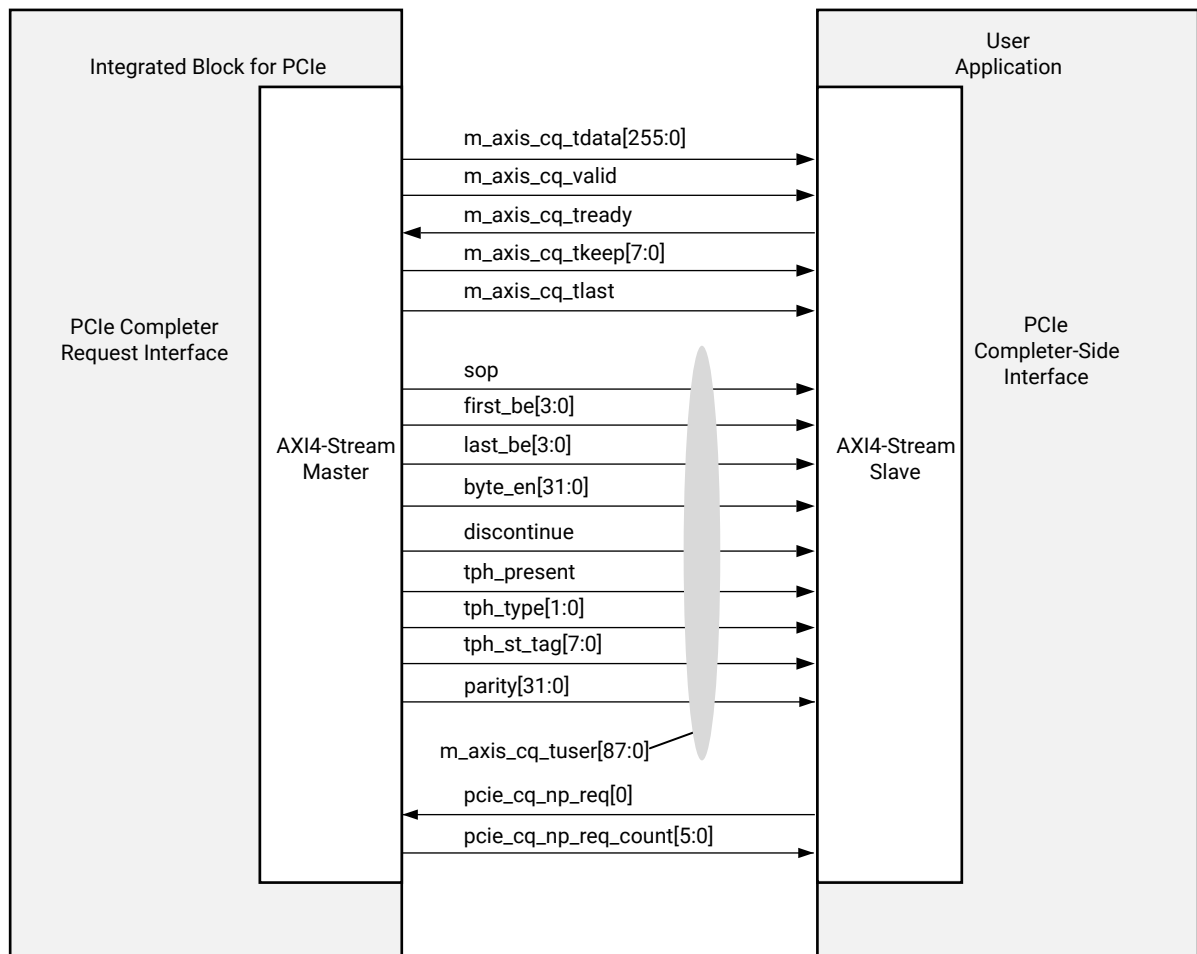 Integrated Block for PCIe
User
Application
m_axis_cq_tdata[255:0]
m_axis_cq_valid
m_axis_cq_tready
m_axis_cq_tkeep[7:0]
m_axis_cq_tlast
PCIe Completer
Request Interface
PCIe
Completer-Side
Interface
sop
first_be[3:0]
last_be[3:0]
byte_en[31:0]
discontinue
tph_present
tph_type[1:0]
tph_st_tag[7:0]
parity[31:0]
AXI4-Stream
Master
AXI4-Stream
Slave
m_axis_cq_tuser[87:0]
pcie_cq_np_req[0]
pcie_cq_np_req_count[5:0]